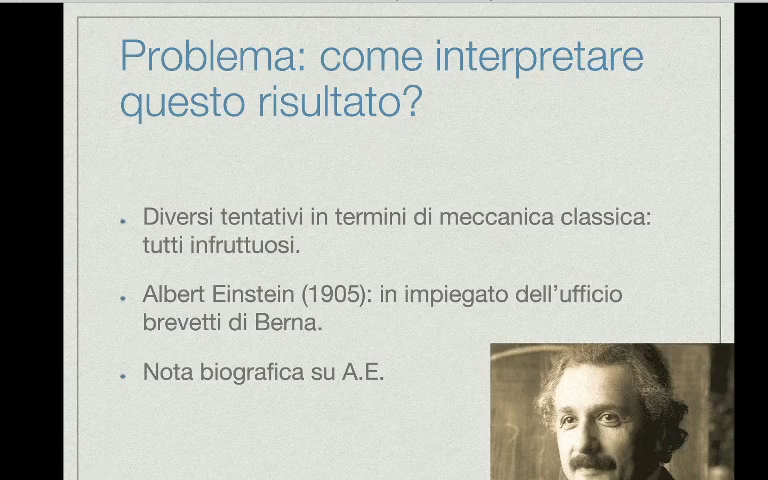 Problema: come interpretare
questo risultato?
Diversi tentativi in termini di meccanica classica:
tutti infruttuosi.
Albert Einstein (1905): in impiegato dell’ufficio
brevetti di Berna.
Nota biografica su A.E.